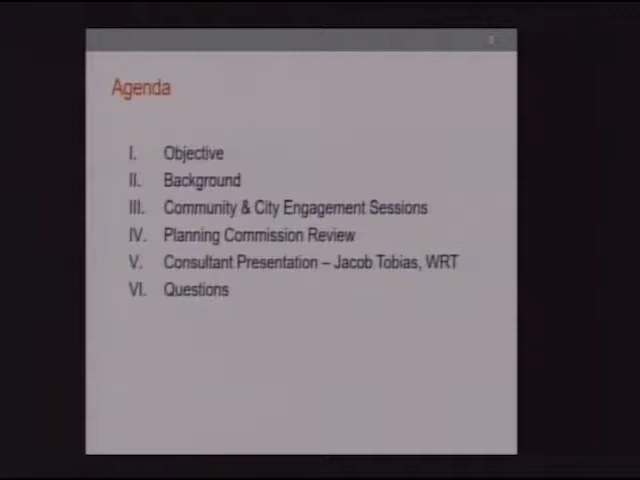 Agenda
I. Objective
II. Background
III. Community & City Engagement Sessions
IV. Planning Commission Review
V. Consultant Presentation – Jacob Tobias, WRT
VI. Questions